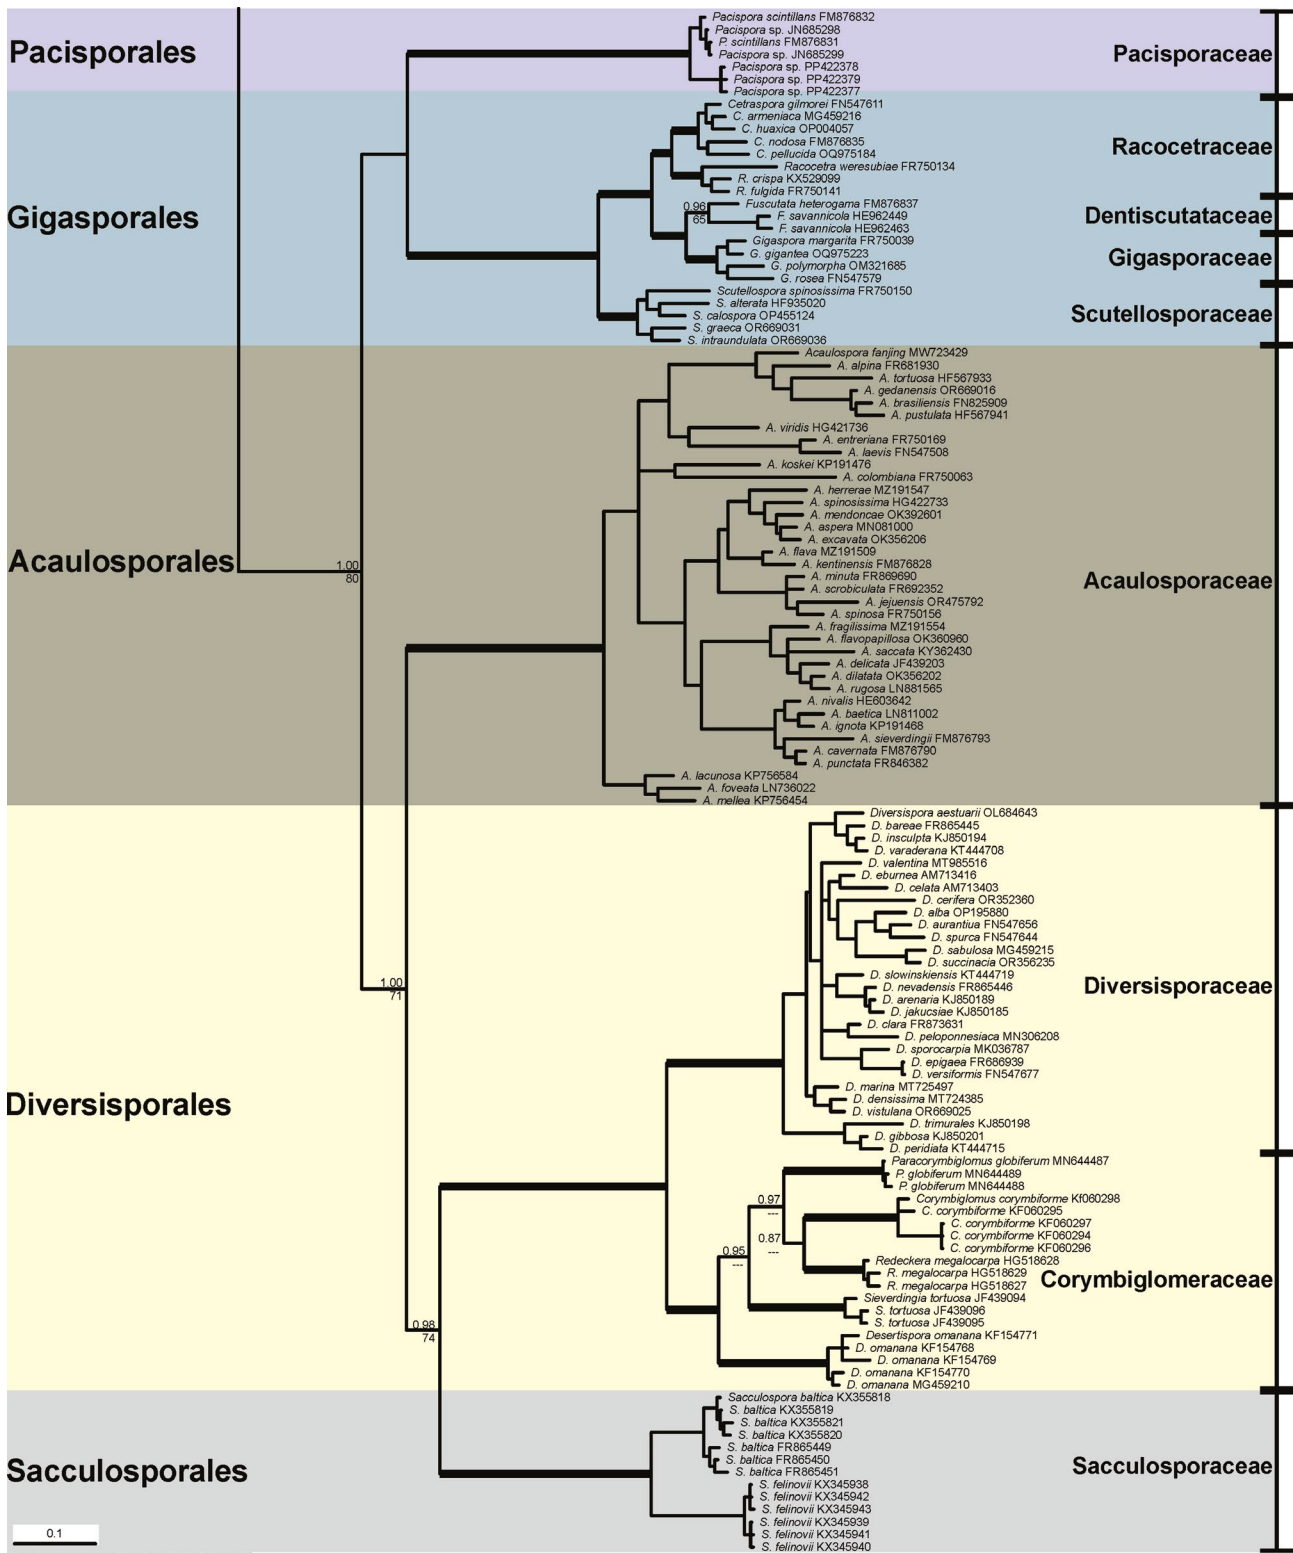 Pacispora scintillans FM876832
Pacispora sp. JN685298
P. scintillans FM876831
Pacispora sp. JN685299
Pacispora sp. PP422378
Pacispora sp. PP422379
Pacispora sp. PP422377
Pacisporales
Pacisporaceae
Cetraspora gilmorei FN547611
C. armeniaca MG459216
C. huaxica OP004057
C. nodosa FM876835
C. pellucida OQ975184
Racocetra weresubiae FR750134
R. crispa KX529099
R. fulgida FR750141
Racocetraceae
0.96
65
Fuscutata heterogama FM876837
F. savannicola HE962449
F. savannicola HE962463
Dentiscutataceae
Gigasporales
Gigaspora margarita FR750039
G. gigantea OQ975223
G. polymorpha OM321685
G. rosea FN547579
Gigasporaceae
Scutellospora spinosissima FR750150
S. alterata HF935020
S. calospora OP455124
S. graeca OR669031
S. intraundulata OR669036
Scutellosporaceae
Acaulospora fanjing MW723429
A. alpina FR681930
A. tortuosa HF567933
A. gedanensis OR669016
A. brasiliensis FN825909
A. pustulata HF567941
A. viridis HG421736
A. entreriana FR750169
A. laevis FN547508
A. koskei KP191476
A. colombiana FR750063
A. herrerae MZ191547
A. spinosissima HG422733
A. mendoncae OK392601
A. aspera MN081000
A. excavata OK356206
A. flava MZ191509
A. kentinensis FM876828
Acaulosporales
1.00
80
A. minuta FR869690
A. scrobiculata FR692352
A. jejuensis OR475792
A. spinosa FR750156
Acaulosporaceae
A. fragilissima MZ191554
A. flavopapillosa OK360960
A. saccata KY362430
A. delicata JF439203
A. dilatata OK356202
A. rugosa LN881565
A. nivalis HE603642
A. baetica LN811002
A. ignota KP191468
A. sieverdingii FM876793
A. cavernata FM876790
A. punctata FR846382
A. lacunosa KP756584
A. foveata LN736022
A. mellea KP756454
Diversispora aestuarii OL684643
D. bareae FR865445
D. insculpta KJ850194
D. varaderana KT444708
D. valentina MT985516
D. eburnea AM713416
D. celata AM713403
D. cerifera OR352360
D. alba OP195880
D. aurantiua FN547656
D. spurca FN547644
D. sabulosa MG459215
D. succinacia OR356235
D. slowinskiensis KT444719
D. nevadensis FR865446
D. arenaria KJ850189
D. jakucsiae KJ850185
1.00
71
Diversisporaceae
D. clara FR873631
D. peloponnesiaca MN306208
D. sporocarpia MK036787
D. epigaea FR686939
D. versiformis FN547677
D. marina MT725497
D. densissima MT724385
D. vistulana OR669025
D. trimurales KJ850198
D. gibbosa KJ850201
D. peridiata KT444715
Diversisporales
Paracorymbiglomus globiferum MN644487
P. globiferum MN644489
P. globiferum MN644488
0.97
---
Corymbiglomus corymbiforme Kf060298
C. corymbiforme KF060295
C. corymbiforme KF060297
C. corymbiforme KF060294
C. corymbiforme KF060296
0.87
---
0.95
---
Redeckera megalocarpa HG518628
R. megalocarpa HG518629
R. megalocarpa HG518627
Corymbiglomeraceae
Sieverdingia tortuosa JF439094
S. tortuosa JF439096
S. tortuosa JF439095
0.98
74
Desertispora omanana KF154771
D. omanana KF154768
D. omanana KF154769
D. omanana KF154770
D. omanana MG459210
Sacculospora baltica KX355818
S. baltica KX355819
S. baltica KX355821
S. baltica KX355820
S. baltica FR865449
S. baltica FR865450
S. baltica FR865451
Sacculosporales
Sacculosporaceae
S. felinovii KX345938
S. felinovii KX345942
S. felinovii KX345943
S. felinovii KX345939
S. felinovii KX345941
S. felinovii KX345940
0.1